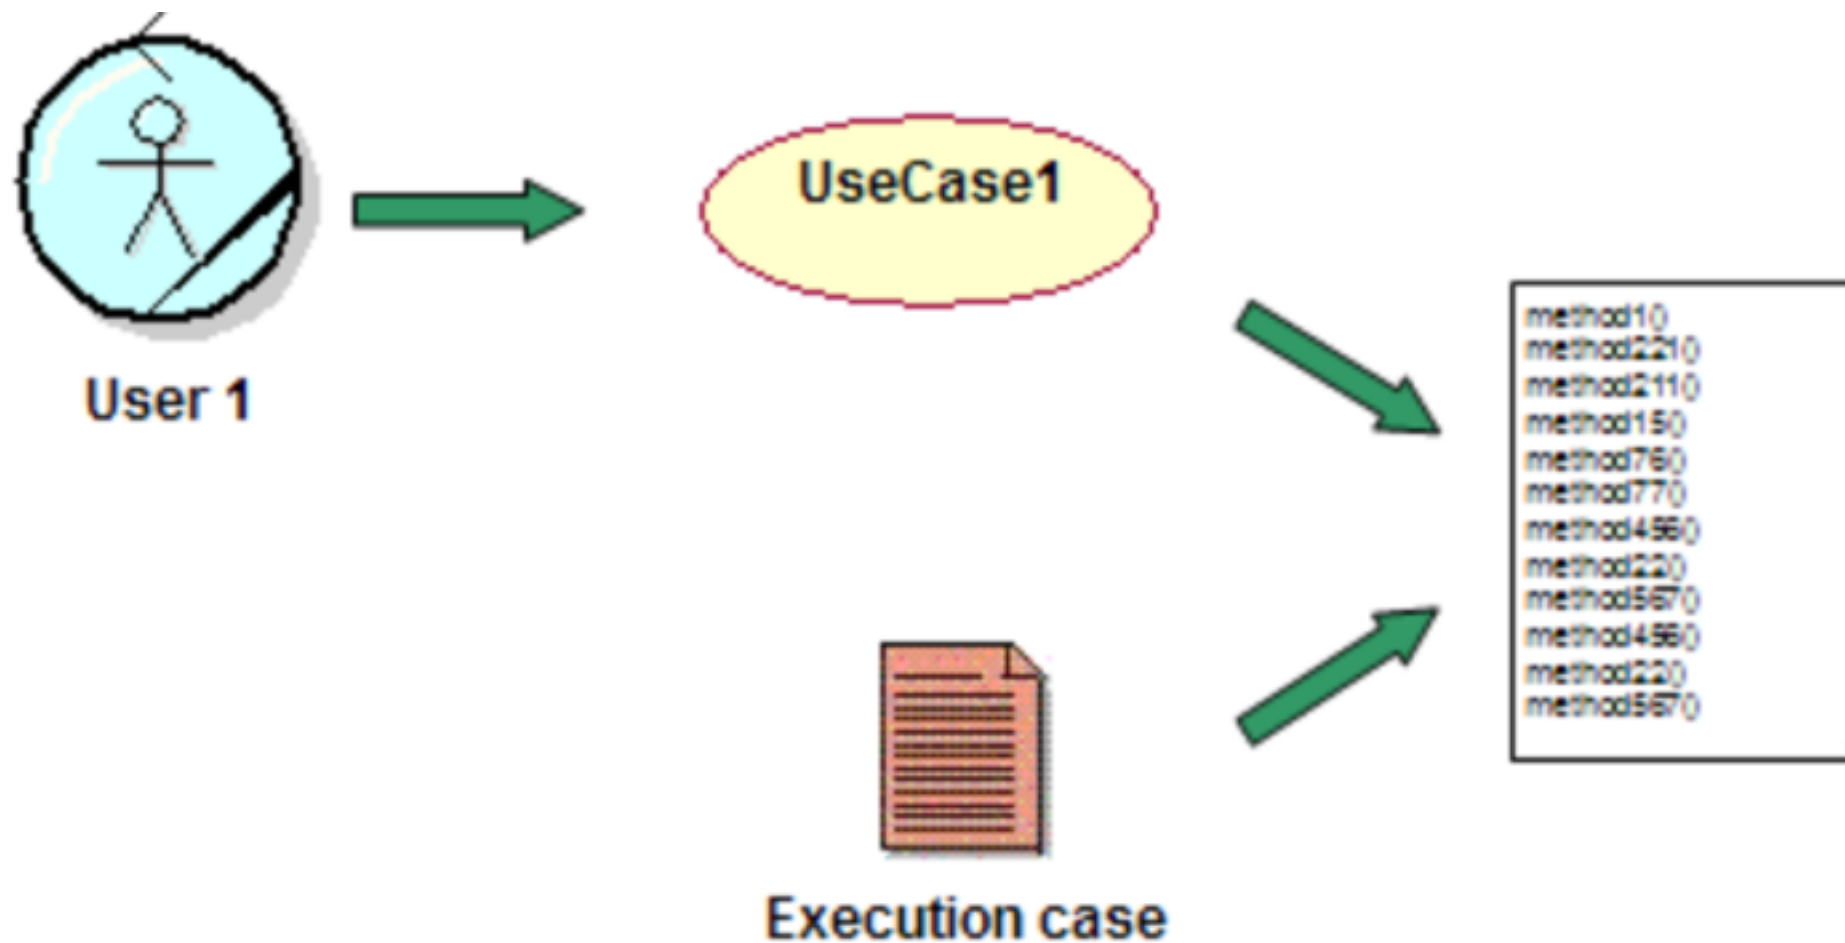 User 1
UseCase1
Execution case
method1()
method221()
method211()
method15()
method76()
method77()
method456()
method22()
method567()
method456()
method22()
method567()